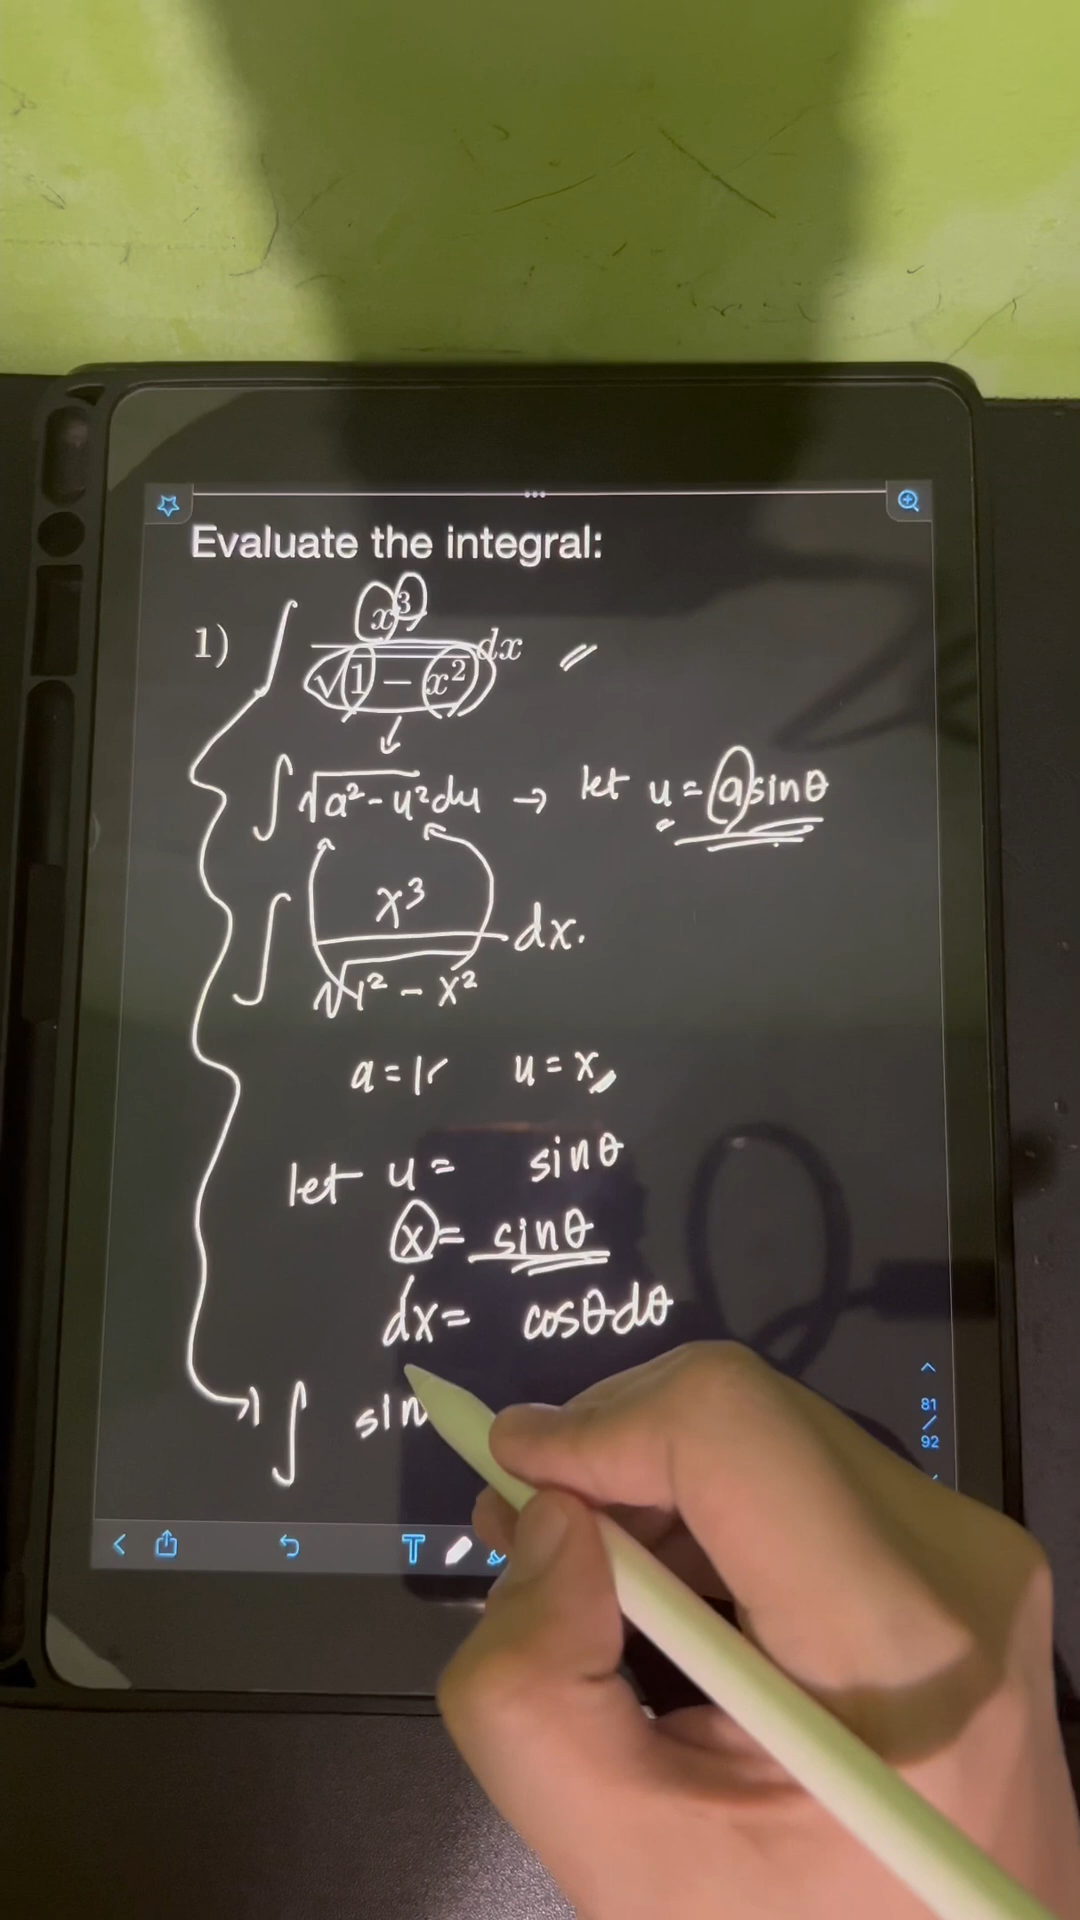 Evaluate the integral:
1) ∫ x³/√(1 − x²) dx
∫ √(a² − u²) du → let u = a sinθ
∫ x³/√(1² − x²) dx.
a = 1 u = x
let u = sinθ
x = sinθ
dx = cosθdθ
∫ sin
81
/
92
T